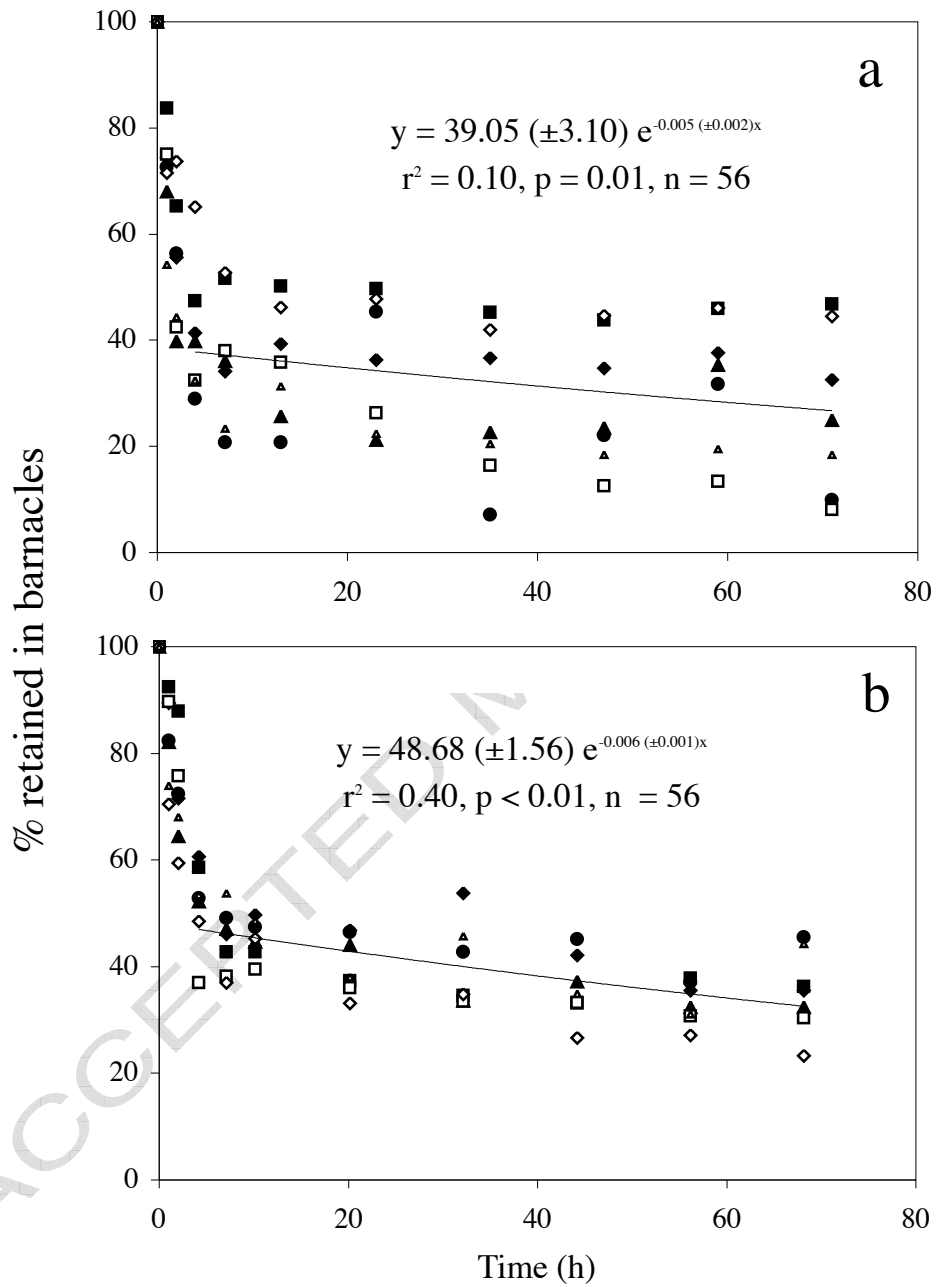 100
80
60
40
20
0
a
y = 39.05 (±3.10) e^-0.005 (±0.002)x
r² = 0.10, p = 0.01, n = 56
0 20 40 60 80
% retained in barnacles
100
80
60
40
20
0
b
y = 48.68 (±1.56) e^-0.006 (±0.001)x
r² = 0.40, p < 0.01, n = 56
0 20 40 60 80
Time (h)
ACCEPTED M